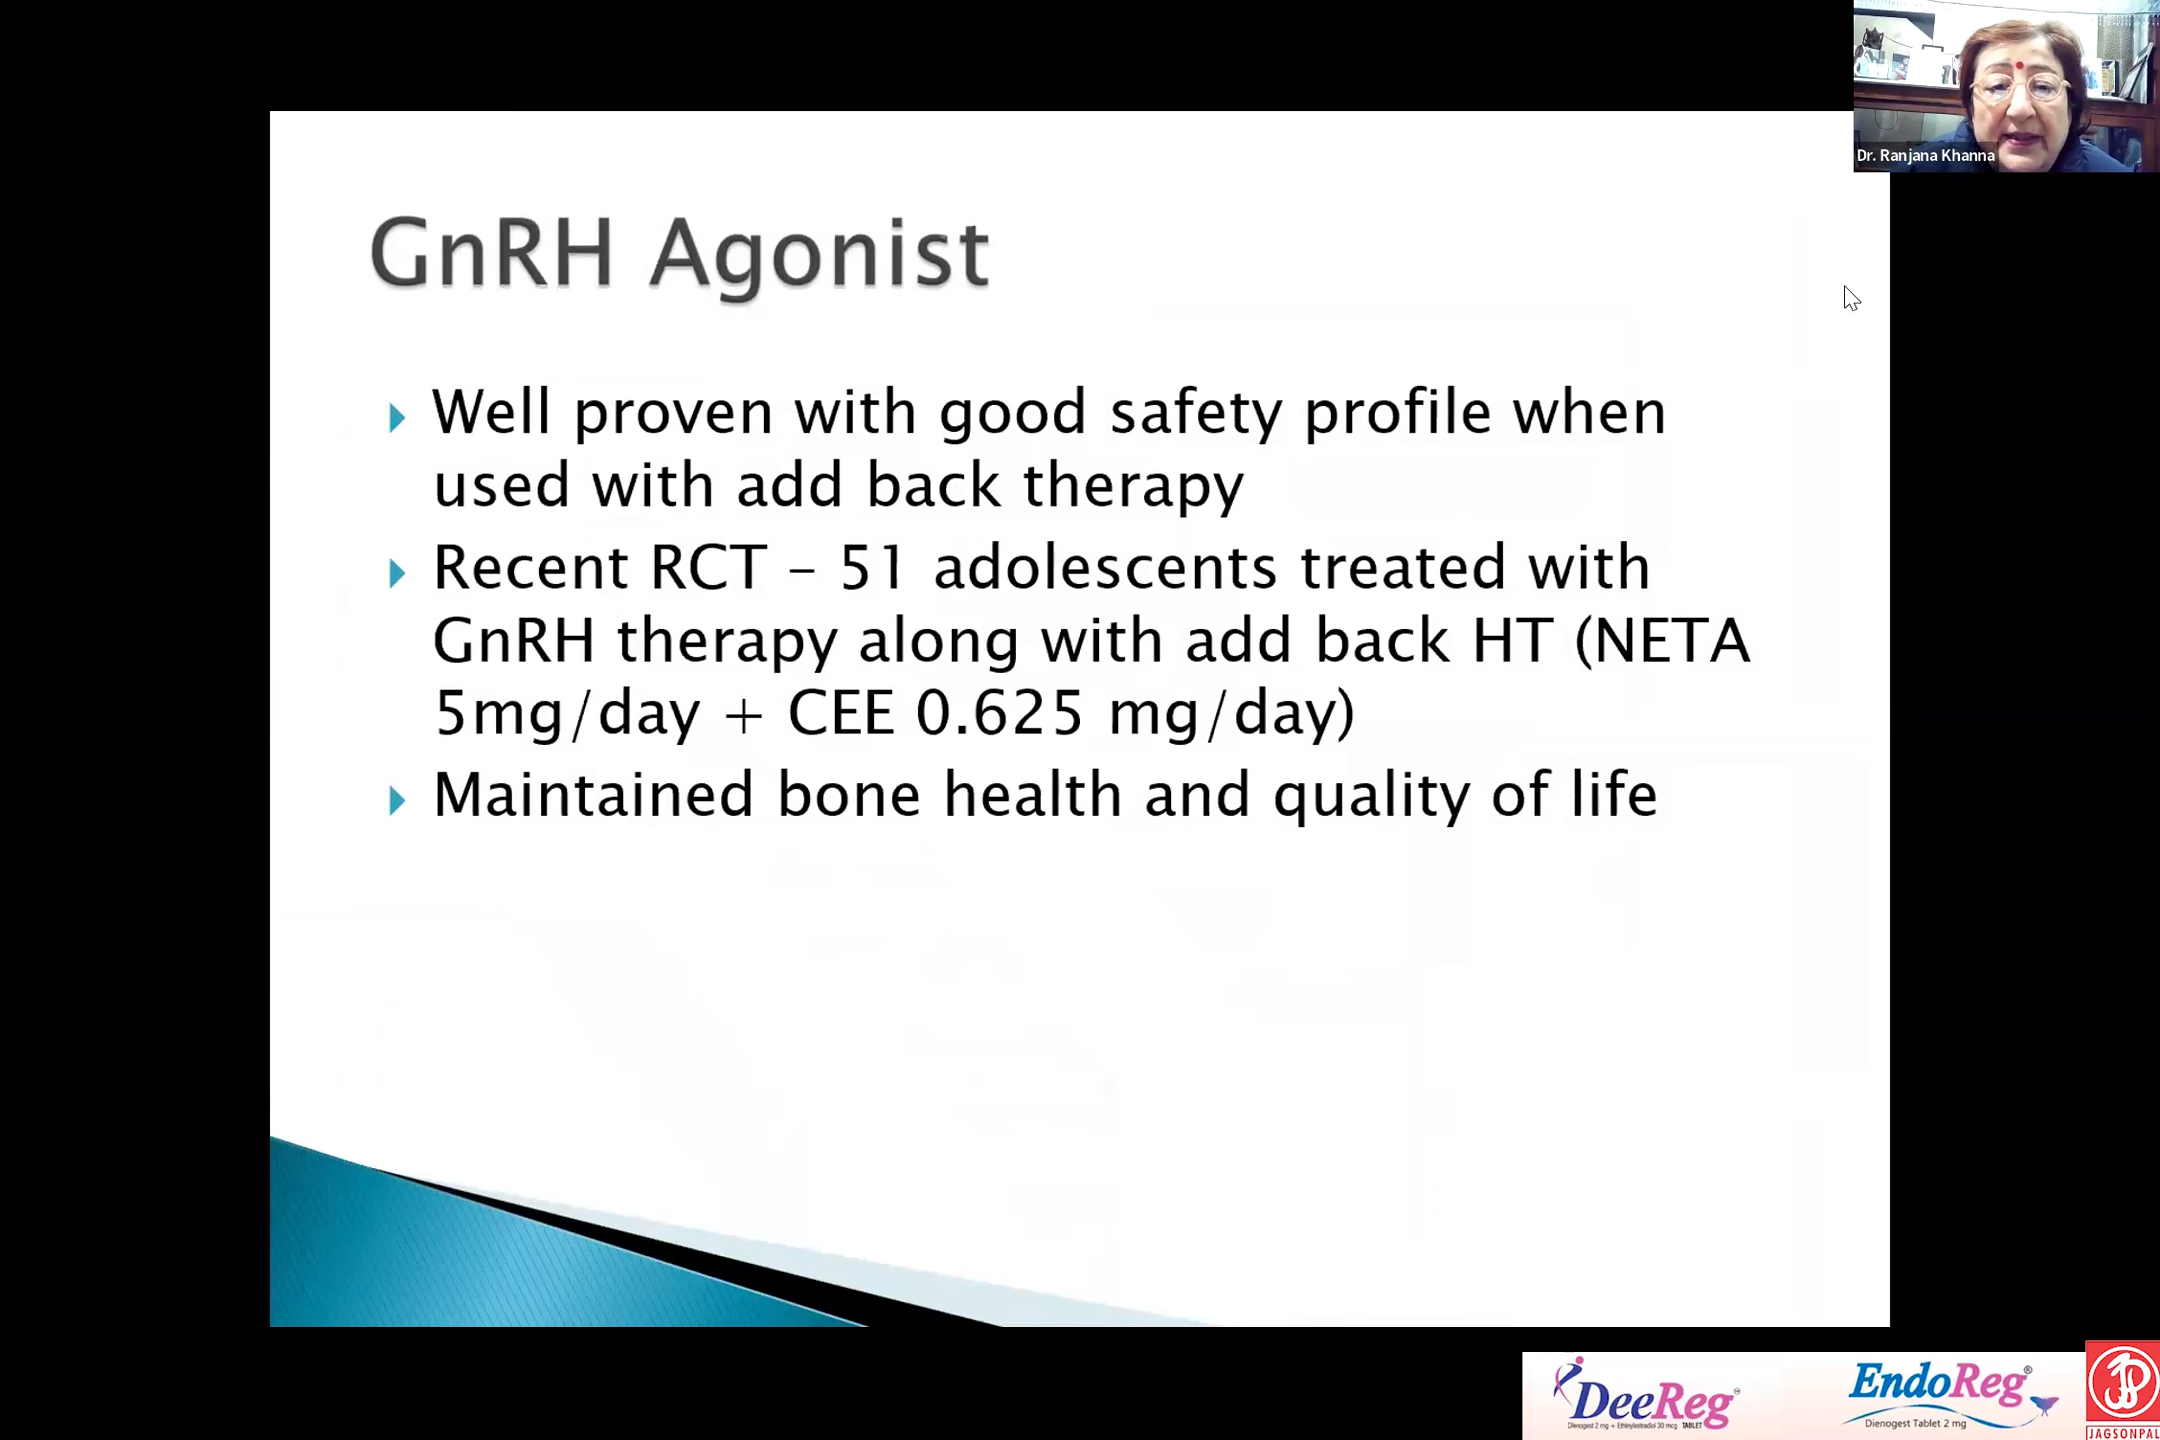 Dr. Ranjana Khanna
GnRH Agonist
Well proven with good safety profile when
used with add back therapy
Recent RCT – 51 adolescents treated with
GnRH therapy along with add back HT (NETA
5mg/day + CEE 0.625 mg/day)
Maintained bone health and quality of life
DeeReg™
Dienogest 2 mg + Ethinylestradiol 30 mcg TABLET
EndoReg®
Dienogest Tablet 2 mg
JAGSONPAL